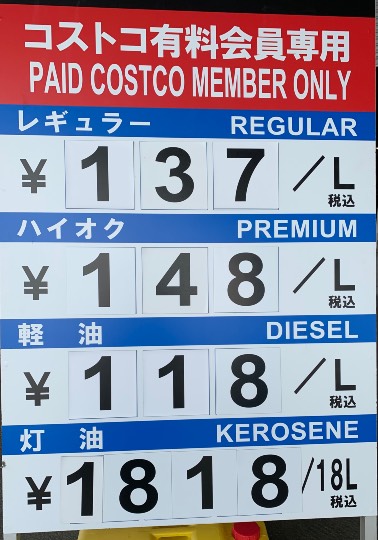 コストコ有料会員専用
PAID COSTCO MEMBER ONLY
レギュラー REGULAR
¥ 137 /L 税込
ハイオク PREMIUM
¥ 148 /L 税込
軽 油 DIESEL
¥ 118 /L 税込
灯 油 KEROSENE
¥ 1818 /18L 税込